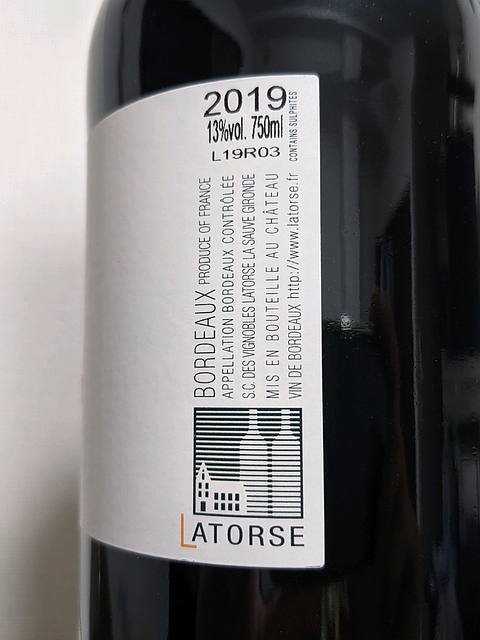 2019
13%vol. 750ml
L19R03
CONTAINS SULPHITES
BORDEAUX PRODUCE OF FRANCE
APPELLATION BORDEAUX CONTRÔLÉE
S.C. DES VIGNOBLES LATORSE LA SAUVE GIRONDE
MIS EN BOUTEILLE AU CHÂTEAU
VIN DE BORDEAUX http://www.latorse.fr
LATORSE